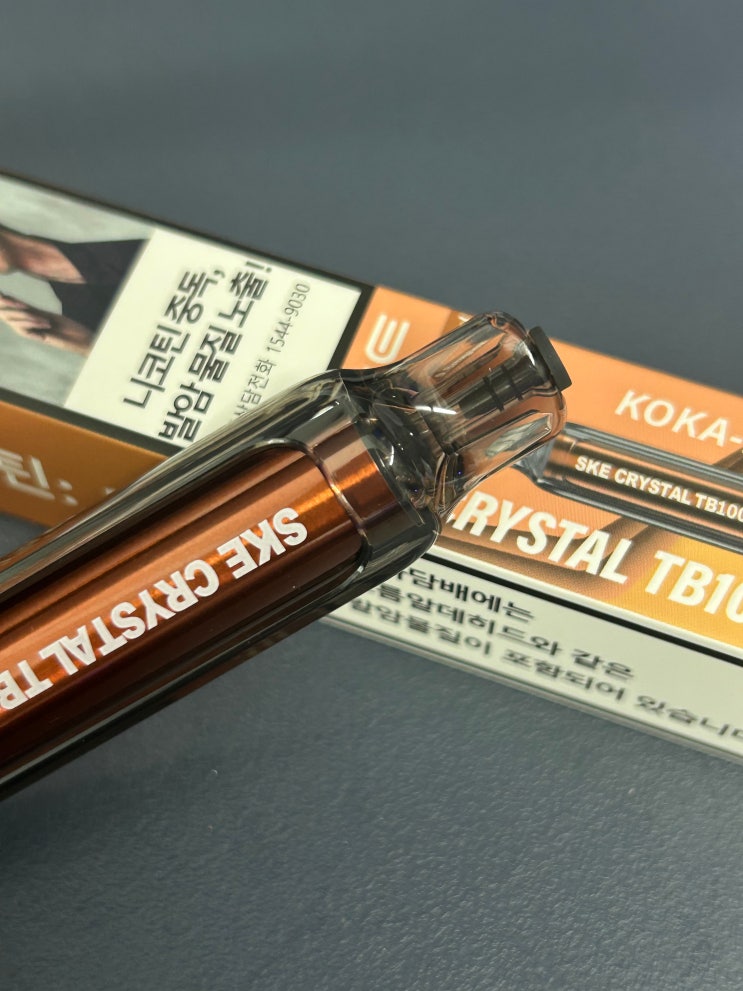 니코틴 중독,
발암 물질 노출!
상담전화 1544-9030
틴;
KOKA-
SKE CRYSTAL TB100
CRYSTAL TB10
담배에는
포름알데히드와 같은
발암물질이 포함되어 있습니다
SKE CRYSTAL TB